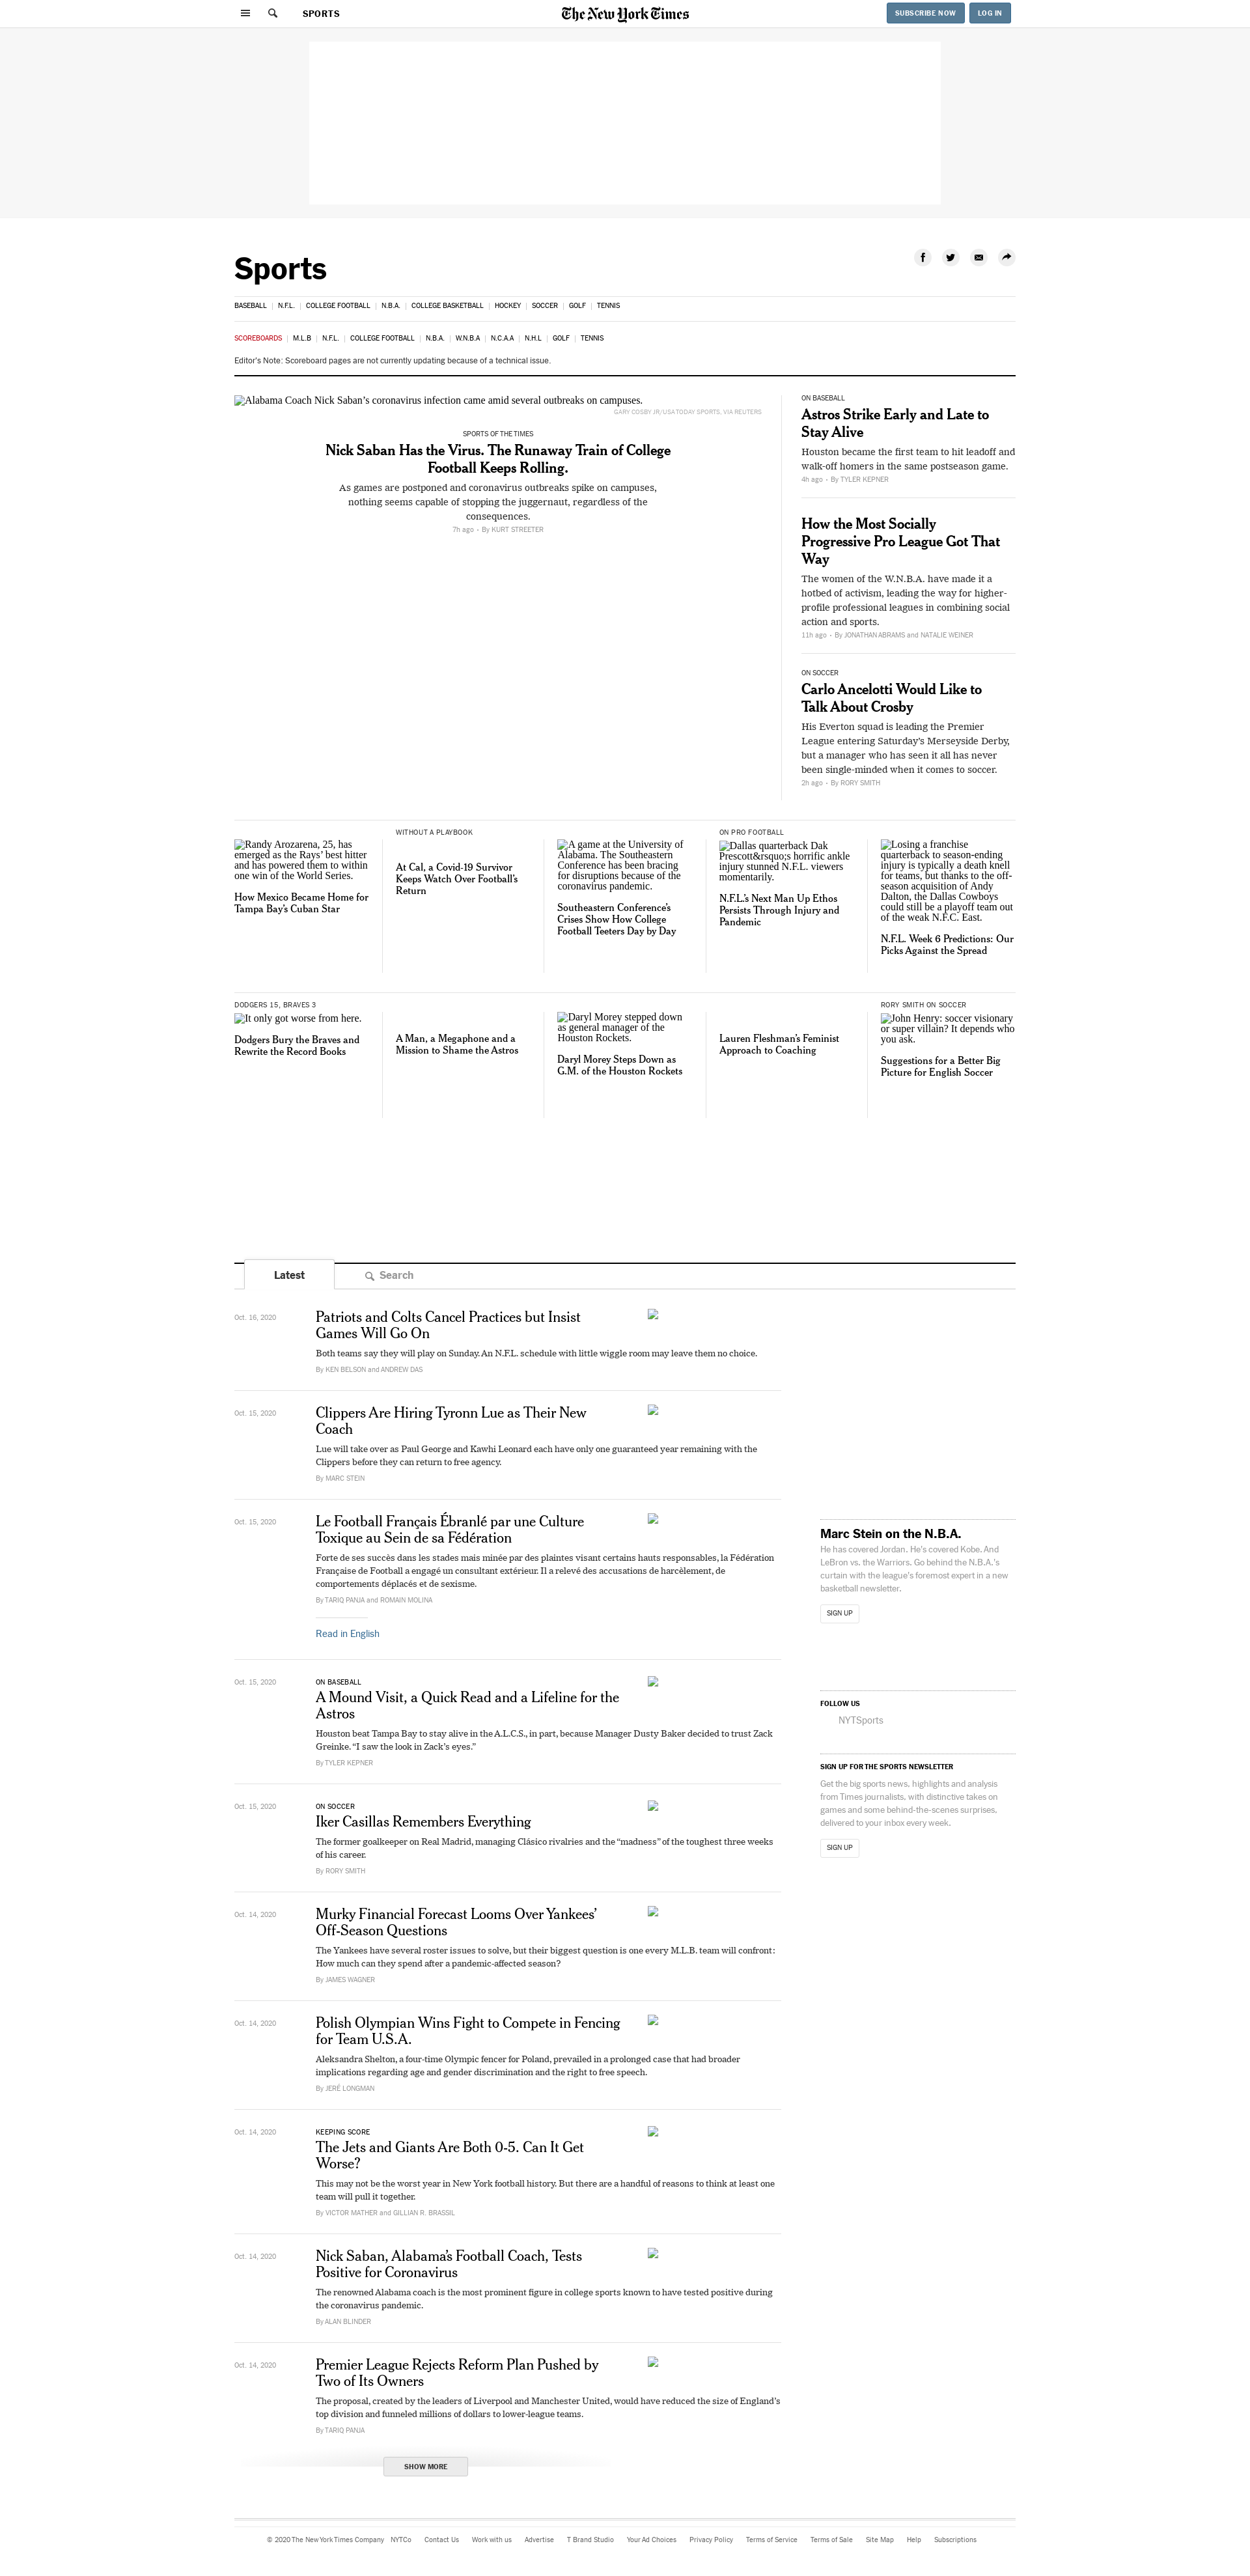 SPORTS
The New York Times
SUBSCRIBE NOW
LOG IN
Sports
BASEBALL | N.F.L. | COLLEGE FOOTBALL | N.B.A. | COLLEGE BASKETBALL | HOCKEY | SOCCER | GOLF | TENNIS
SCOREBOARDS | M.L.B | N.F.L. | COLLEGE FOOTBALL | N.B.A. | W.N.B.A | N.C.A.A | N.H.L | GOLF | TENNIS
Editor's Note: Scoreboard pages are not currently updating because of a technical issue.
Alabama Coach Nick Saban’s coronavirus infection came amid several outbreaks on campuses.
GARY COSBY JR/USA TODAY SPORTS, VIA REUTERS
SPORTS OF THE TIMES
Nick Saban Has the Virus. The Runaway Train of College
Football Keeps Rolling.
As games are postponed and coronavirus outbreaks spike on campuses,
nothing seems capable of stopping the juggernaut, regardless of the
consequences.
7h ago • By KURT STREETER
ON BASEBALL
Astros Strike Early and Late to
Stay Alive
Houston became the first team to hit leadoff and
walk-off homers in the same postseason game.
4h ago • By TYLER KEPNER
How the Most Socially
Progressive Pro League Got That
Way
The women of the W.N.B.A. have made it a
hotbed of activism, leading the way for higher-
profile professional leagues in combining social
action and sports.
11h ago • By JONATHAN ABRAMS and NATALIE WEINER
ON SOCCER
Carlo Ancelotti Would Like to
Talk About Crosby
His Everton squad is leading the Premier
League entering Saturday’s Merseyside Derby,
but a manager who has seen it all has never
been single-minded when it comes to soccer.
2h ago • By RORY SMITH
Randy Arozarena, 25, has
emerged as the Rays’ best hitter
and has powered them to within
one win of the World Series.
How Mexico Became Home for
Tampa Bay’s Cuban Star
WITHOUT A PLAYBOOK
At Cal, a Covid-19 Survivor
Keeps Watch Over Football’s
Return
A game at the University of
Alabama. The Southeastern
Conference has been bracing
for disruptions because of the
coronavirus pandemic.
Southeastern Conference’s
Crises Show How College
Football Teeters Day by Day
ON PRO FOOTBALL
Dallas quarterback Dak
Prescott&rsquo;s horrific ankle
injury stunned N.F.L. viewers
momentarily.
N.F.L.’s Next Man Up Ethos
Persists Through Injury and
Pandemic
Losing a franchise
quarterback to season-ending
injury is typically a death knell
for teams, but thanks to the off-
season acquisition of Andy
Dalton, the Dallas Cowboys
could still be a playoff team out
of the weak N.F.C. East.
N.F.L. Week 6 Predictions: Our
Picks Against the Spread
DODGERS 15, BRAVES 3
It only got worse from here.
Dodgers Bury the Braves and
Rewrite the Record Books
A Man, a Megaphone and a
Mission to Shame the Astros
Daryl Morey stepped down
as general manager of the
Houston Rockets.
Daryl Morey Steps Down as
G.M. of the Houston Rockets
Lauren Fleshman’s Feminist
Approach to Coaching
RORY SMITH ON SOCCER
John Henry: soccer visionary
or super villain? It depends who
you ask.
Suggestions for a Better Big
Picture for English Soccer
Latest
Search
Oct. 16, 2020
Patriots and Colts Cancel Practices but Insist
Games Will Go On
Both teams say they will play on Sunday. An N.F.L. schedule with little wiggle room may leave them no choice.
By KEN BELSON and ANDREW DAS
Oct. 15, 2020
Clippers Are Hiring Tyronn Lue as Their New
Coach
Lue will take over as Paul George and Kawhi Leonard each have only one guaranteed year remaining with the
Clippers before they can return to free agency.
By MARC STEIN
Oct. 15, 2020
Le Football Français Ébranlé par une Culture
Toxique au Sein de sa Fédération
Forte de ses succès dans les stades mais minée par des plaintes visant certains hauts responsables, la Fédération
Française de Football a engagé un consultant extérieur. Il a relevé des accusations de harcèlement, de
comportements déplacés et de sexisme.
By TARIQ PANJA and ROMAIN MOLINA
Read in English
Oct. 15, 2020
ON BASEBALL
A Mound Visit, a Quick Read and a Lifeline for the
Astros
Houston beat Tampa Bay to stay alive in the A.L.C.S., in part, because Manager Dusty Baker decided to trust Zack
Greinke. “I saw the look in Zack’s eyes.”
By TYLER KEPNER
Oct. 15, 2020
ON SOCCER
Iker Casillas Remembers Everything
The former goalkeeper on Real Madrid, managing Clásico rivalries and the “madness” of the toughest three weeks
of his career.
By RORY SMITH
Oct. 14, 2020
Murky Financial Forecast Looms Over Yankees’
Off-Season Questions
The Yankees have several roster issues to solve, but their biggest question is one every M.L.B. team will confront:
How much can they spend after a pandemic-affected season?
By JAMES WAGNER
Oct. 14, 2020
Polish Olympian Wins Fight to Compete in Fencing
for Team U.S.A.
Aleksandra Shelton, a four-time Olympic fencer for Poland, prevailed in a prolonged case that had broader
implications regarding age and gender discrimination and the right to free speech.
By JERÉ LONGMAN
Oct. 14, 2020
KEEPING SCORE
The Jets and Giants Are Both 0-5. Can It Get
Worse?
This may not be the worst year in New York football history. But there are a handful of reasons to think at least one
team will pull it together.
By VICTOR MATHER and GILLIAN R. BRASSIL
Oct. 14, 2020
Nick Saban, Alabama’s Football Coach, Tests
Positive for Coronavirus
The renowned Alabama coach is the most prominent figure in college sports known to have tested positive during
the coronavirus pandemic.
By ALAN BLINDER
Oct. 14, 2020
Premier League Rejects Reform Plan Pushed by
Two of Its Owners
The proposal, created by the leaders of Liverpool and Manchester United, would have reduced the size of England’s
top division and funneled millions of dollars to lower-league teams.
By TARIQ PANJA
SHOW MORE
Marc Stein on the N.B.A.
He has covered Jordan. He’s covered Kobe. And
LeBron vs. the Warriors. Go behind the N.B.A.’s
curtain with the league’s foremost expert in a new
basketball newsletter.
SIGN UP
FOLLOW US
NYTSports
SIGN UP FOR THE SPORTS NEWSLETTER
Get the big sports news, highlights and analysis
from Times journalists, with distinctive takes on
games and some behind-the-scenes surprises,
delivered to your inbox every week.
SIGN UP
© 2020 The New York Times Company NYTCo Contact Us Work with us Advertise T Brand Studio Your Ad Choices Privacy Policy Terms of Service Terms of Sale Site Map Help Subscriptions